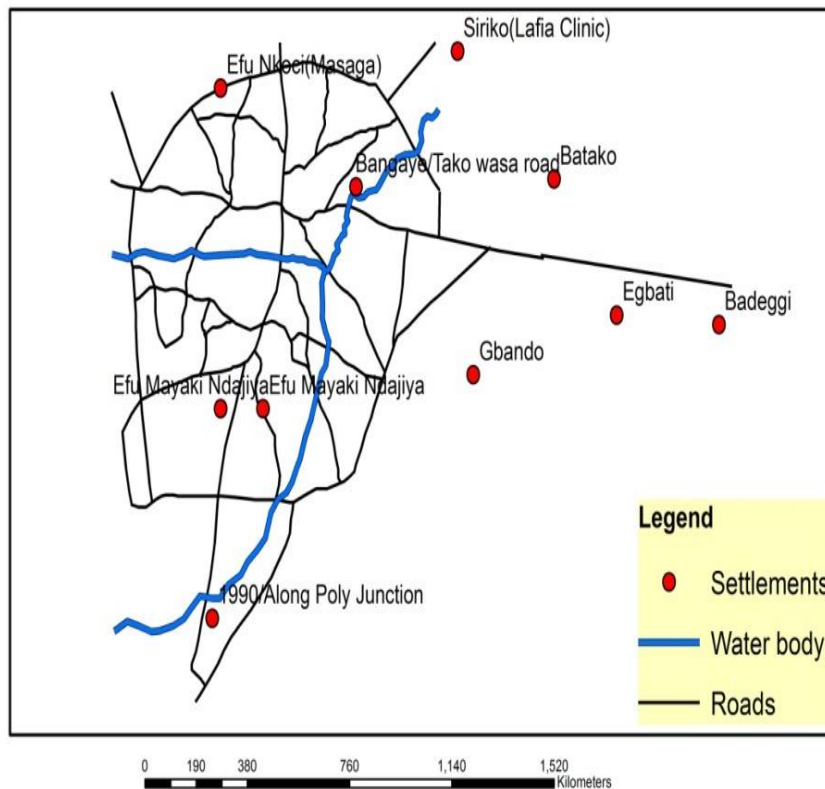 Siriko(Lafia Clinic)
Efu Nkoci(Masaga)
Bangaye/Tako wasa road
Batako
Egbati
Badeggi
Gbando
Efu Mayaki Ndajiya
Efu Mayaki Ndajiya
1990/Along Poly Junction
Legend
Settlements
Water body
Roads
0 190 380 760 1,140 1,520
Kilometers